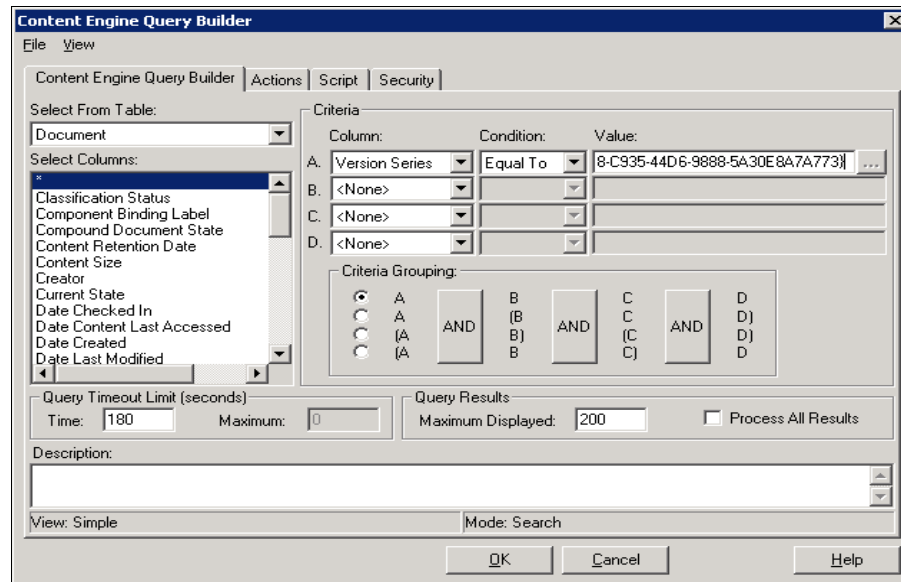 Content Engine Query Builder
File View
Content Engine Query Builder Actions Script Security
Select From Table:
Document
Select Columns:
*
Classification Status
Component Binding Label
Compound Document State
Content Retention Date
Content Size
Creator
Current State
Date Checked In
Date Content Last Accessed
Date Created
Date Last Modified
Criteria
Column: Condition: Value:
A. Version Series Equal To 8-C935-44D6-9888-5A30E8A7A773} ...
B. <None>
C. <None>
D. <None>
Criteria Grouping:
A B C D
A (B C D)
(A B) (C D)
(A B C) D
AND AND AND
Query Timeout Limit (seconds)
Time: 180 Maximum: 0
Query Results
Maximum Displayed: 200 Process All Results
Description:
View: Simple Mode: Search
OK Cancel Help